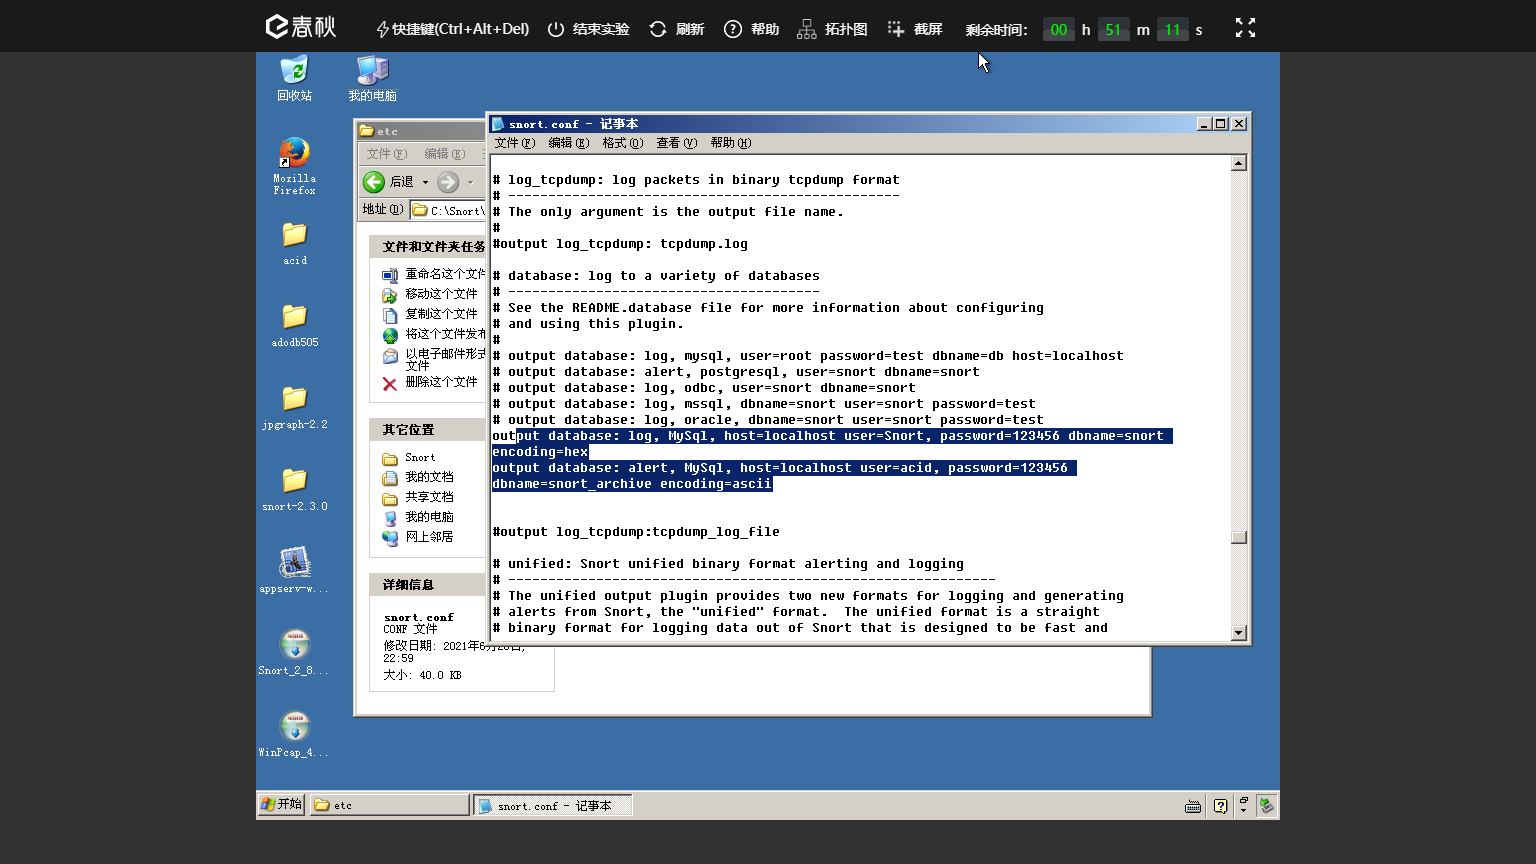 春秋
快捷键(Ctrl+Alt+Del)
结束实验
刷新
帮助
拓扑图
截屏
剩余时间:
00 h 51 m 11 s
回收站
我的电脑
Mozilla
Firefox
acid
adodb505
jpgraph-2.2
snort-2.3.0
appserv-w...
Snort_2_8...
WinPcap_4...
etc
文件(F)
编辑(E)
后退
地址(D)
C:\Snort\
文件和文件夹任务
重命名这个文件
移动这个文件
复制这个文件
将这个文件发布
以电子邮件形式
文件
删除这个文件
其它位置
Snort
我的文档
共享文档
我的电脑
网上邻居
详细信息
snort.conf
CONF 文件
22:59
大小: 40.0 KB
snort.conf - 记事本
文件(F) 编辑(E) 格式(O) 查看(V) 帮助(H)
# log_tcpdump: log packets in binary tcpdump format
# -------------------------------------------------
# The only argument is the output file name.
#
#output log_tcpdump: tcpdump.log
# database: log to a variety of databases
# ---------------------------------------
# See the README.database file for more information about configuring
# and using this plugin.
#
# output database: log, mysql, user=root password=test dbname=db host=localhost
# output database: alert, postgresql, user=snort dbname=snort
# output database: log, odbc, user=snort dbname=snort
# output database: log, mssql, dbname=snort user=snort password=test
# output database: log, oracle, dbname=snort user=snort password=test
output database: log, MySql, host=localhost user=Snort, password=123456 dbname=snort
encoding=hex
output database: alert, MySql, host=localhost user=acid, password=123456
dbname=snort_archive encoding=ascii
#output log_tcpdump:tcpdump_log_file
# unified: Snort unified binary format alerting and logging
# -------------------------------------------------------------
# The unified output plugin provides two new formats for logging and generating
# alerts from Snort, the "unified" format.  The unified format is a straight
# binary format for logging data out of Snort that is designed to be fast and
开始
etc
snort.conf - 记事本